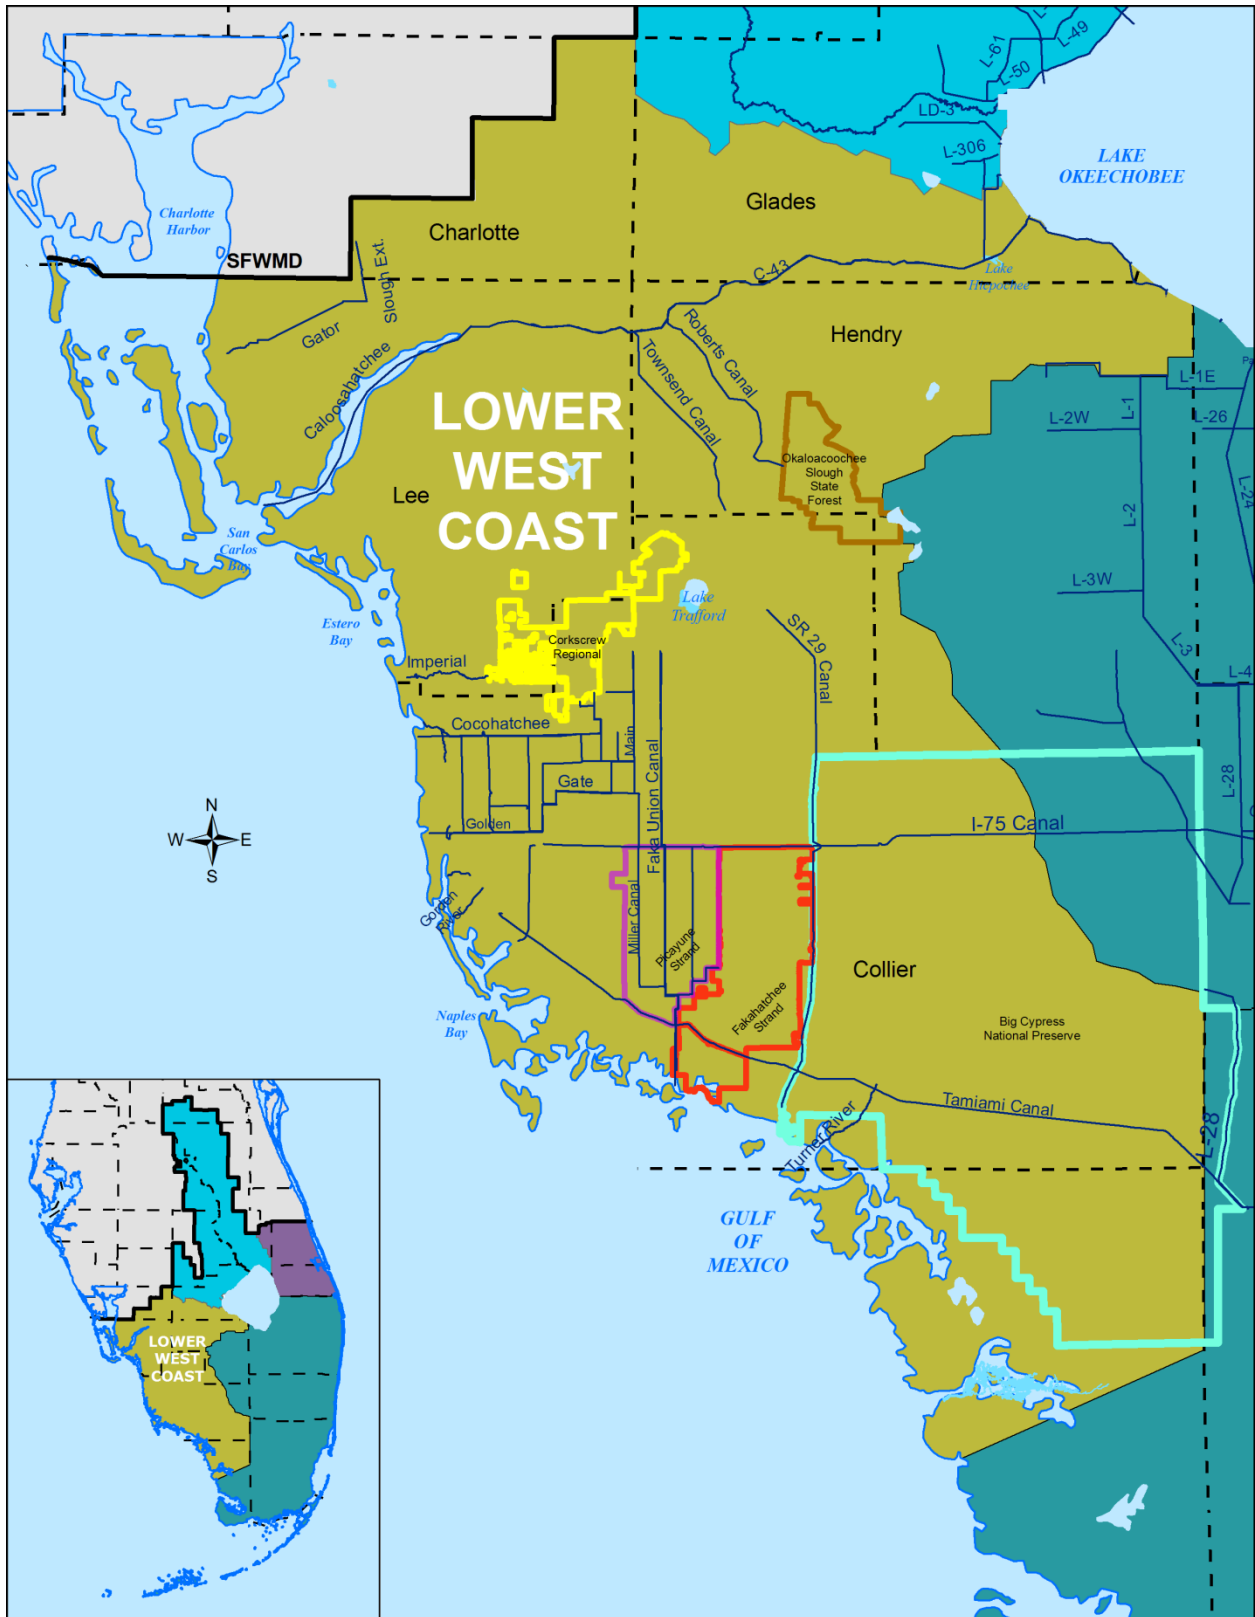 L-49
L-61
L-50
LD-3
L-306
LAKE
OKEECHOBEE
Glades
Charlotte
Harbor
Charlotte
SFWMD
Slough Ext.
Gator
C-43
Lake
Hicpochee
Hendry
Roberts Canal
Townsend Canal
Caloosahatchee
L-1E
L-1
L-2W
L-26
LOWER
WEST
COAST
Okaloacoochee
Slough
State
Forest
L-24
Lee
L-2
San
Carlos
Bay
L-3W
Lake
Trafford
Estero
Bay
Corkscrew
Regional
SR 29 Canal
L-3
Imperial
L-4
Cocohatchee
Main
Faka Union Canal
Gate
L-28
Golden
I-75 Canal
Gordon
River
Miller Canal
Picayune
Strand
Collier
Fakahatchee
Strand
Naples
Bay
Big Cypress
National Preserve
Tamiami Canal
Turner River
L-28
GULF
OF
MEXICO
N
W
E
S
LOWER
WEST
COAST